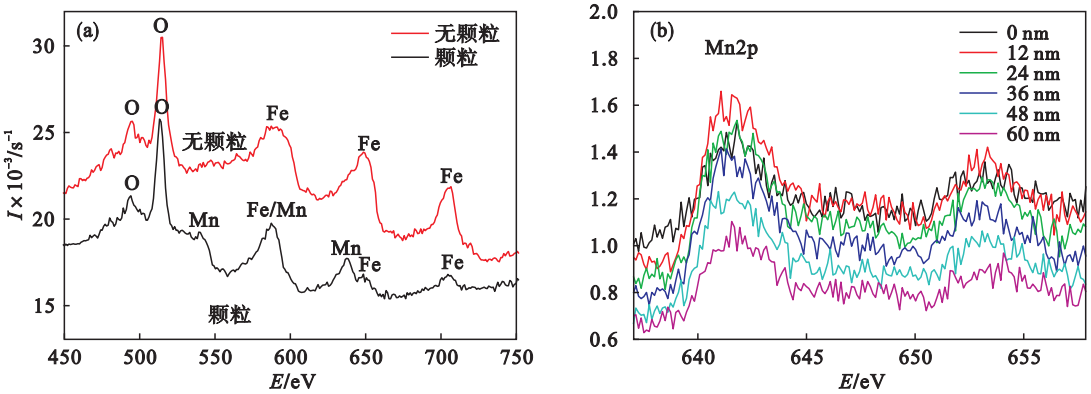 (a)
无颗粒
颗粒
O
O
O
O
无颗粒
Fe
Fe
Fe
Mn
Fe/Mn
Mn
Fe
Fe
颗粒
30
25
20
15
I×10⁻³/s⁻¹
450 500 550 600 650 700 750
E/eV
(b)
Mn2p
0 nm
12 nm
24 nm
36 nm
48 nm
60 nm
2.0
1.8
1.6
1.4
1.2
1.0
0.8
0.6
640 645 650 655
E/eV